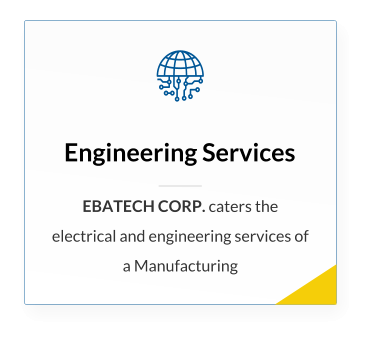 Engineering Services
EBATECH CORP. caters the
electrical and engineering services of
a Manufacturing